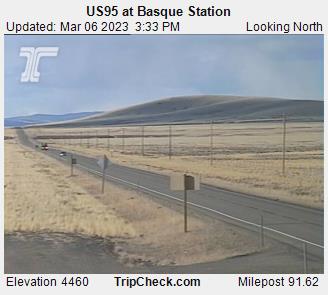 US95 at Basque Station
Updated: Mar 06 2023 3:33 PM Looking North
Elevation 4460 TripCheck.com Milepost 91.62